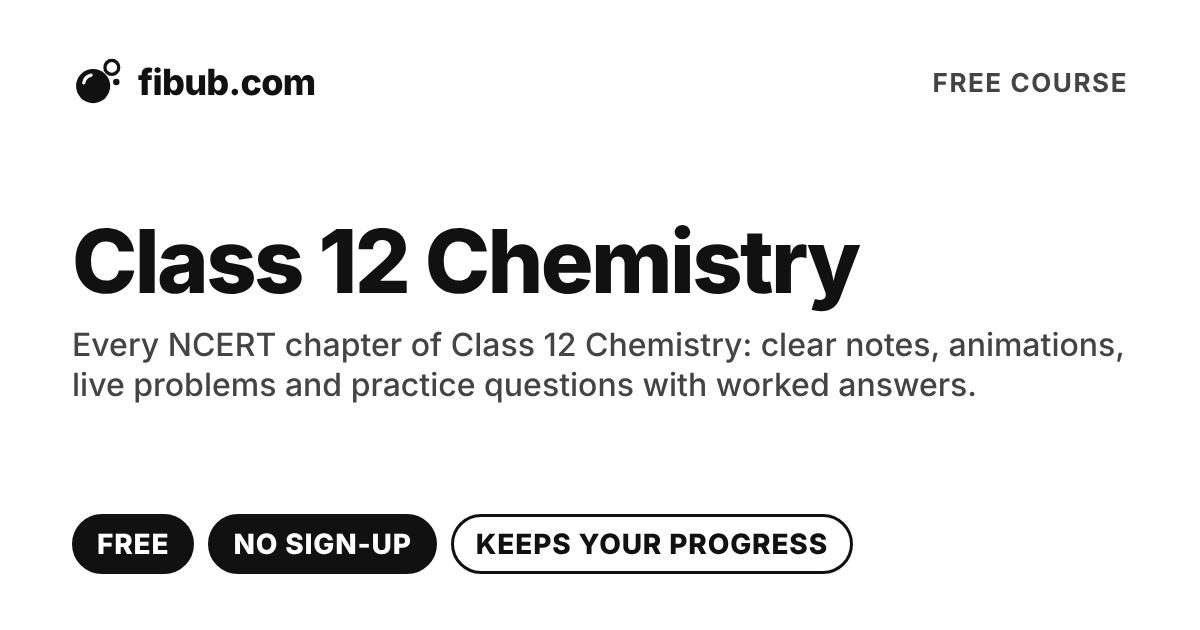 fibub.com
FREE COURSE
Class 12 Chemistry
Every NCERT chapter of Class 12 Chemistry: clear notes, animations,
live problems and practice questions with worked answers.
FREE
NO SIGN-UP
KEEPS YOUR PROGRESS